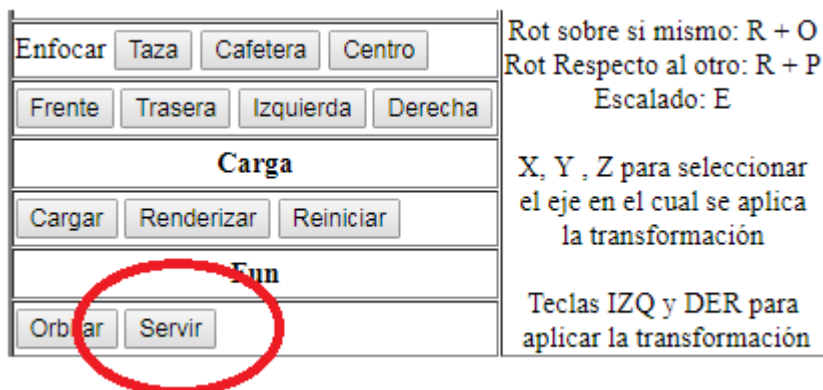 Enfocar Taza Cafetera Centro
Frente Trasera Izquierda Derecha
Carga
Cargar Renderizar Reiniciar
Fun
Orbitar Servir
Rot sobre si mismo: R + O
Rot Respecto al otro: R + P
Escalado: E
X, Y , Z para seleccionar
el eje en el cual se aplica
la transformación
Teclas IZQ y DER para
aplicar la transformación